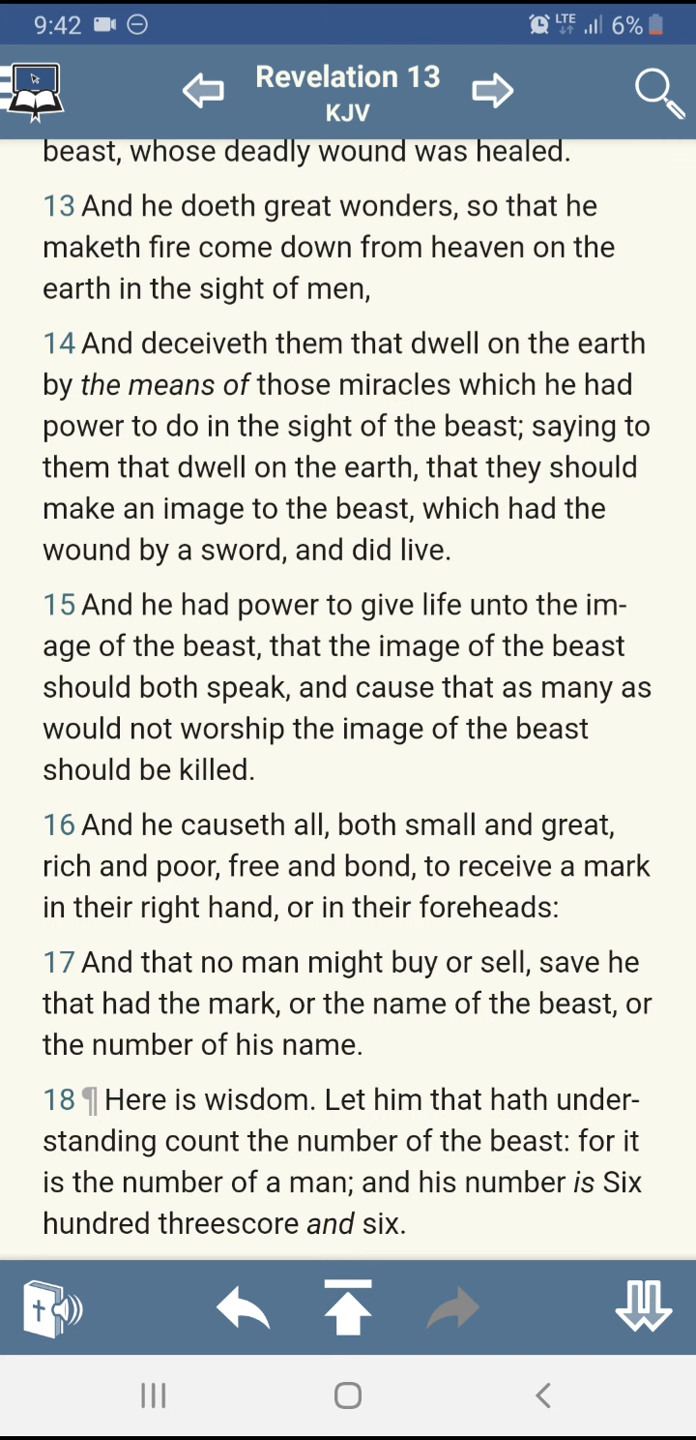 9:42 LTE 6%
Revelation 13
KJV
beast, whose deadly wound was healed.
13 And he doeth great wonders, so that he
maketh fire come down from heaven on the
earth in the sight of men,
14 And deceiveth them that dwell on the earth
by the means of those miracles which he had
power to do in the sight of the beast; saying to
them that dwell on the earth, that they should
make an image to the beast, which had the
wound by a sword, and did live.
15 And he had power to give life unto the im-
age of the beast, that the image of the beast
should both speak, and cause that as many as
would not worship the image of the beast
should be killed.
16 And he causeth all, both small and great,
rich and poor, free and bond, to receive a mark
in their right hand, or in their foreheads:
17 And that no man might buy or sell, save he
that had the mark, or the name of the beast, or
the number of his name.
18 ¶ Here is wisdom. Let him that hath under-
standing count the number of the beast: for it
is the number of a man; and his number is Six
hundred threescore and six.